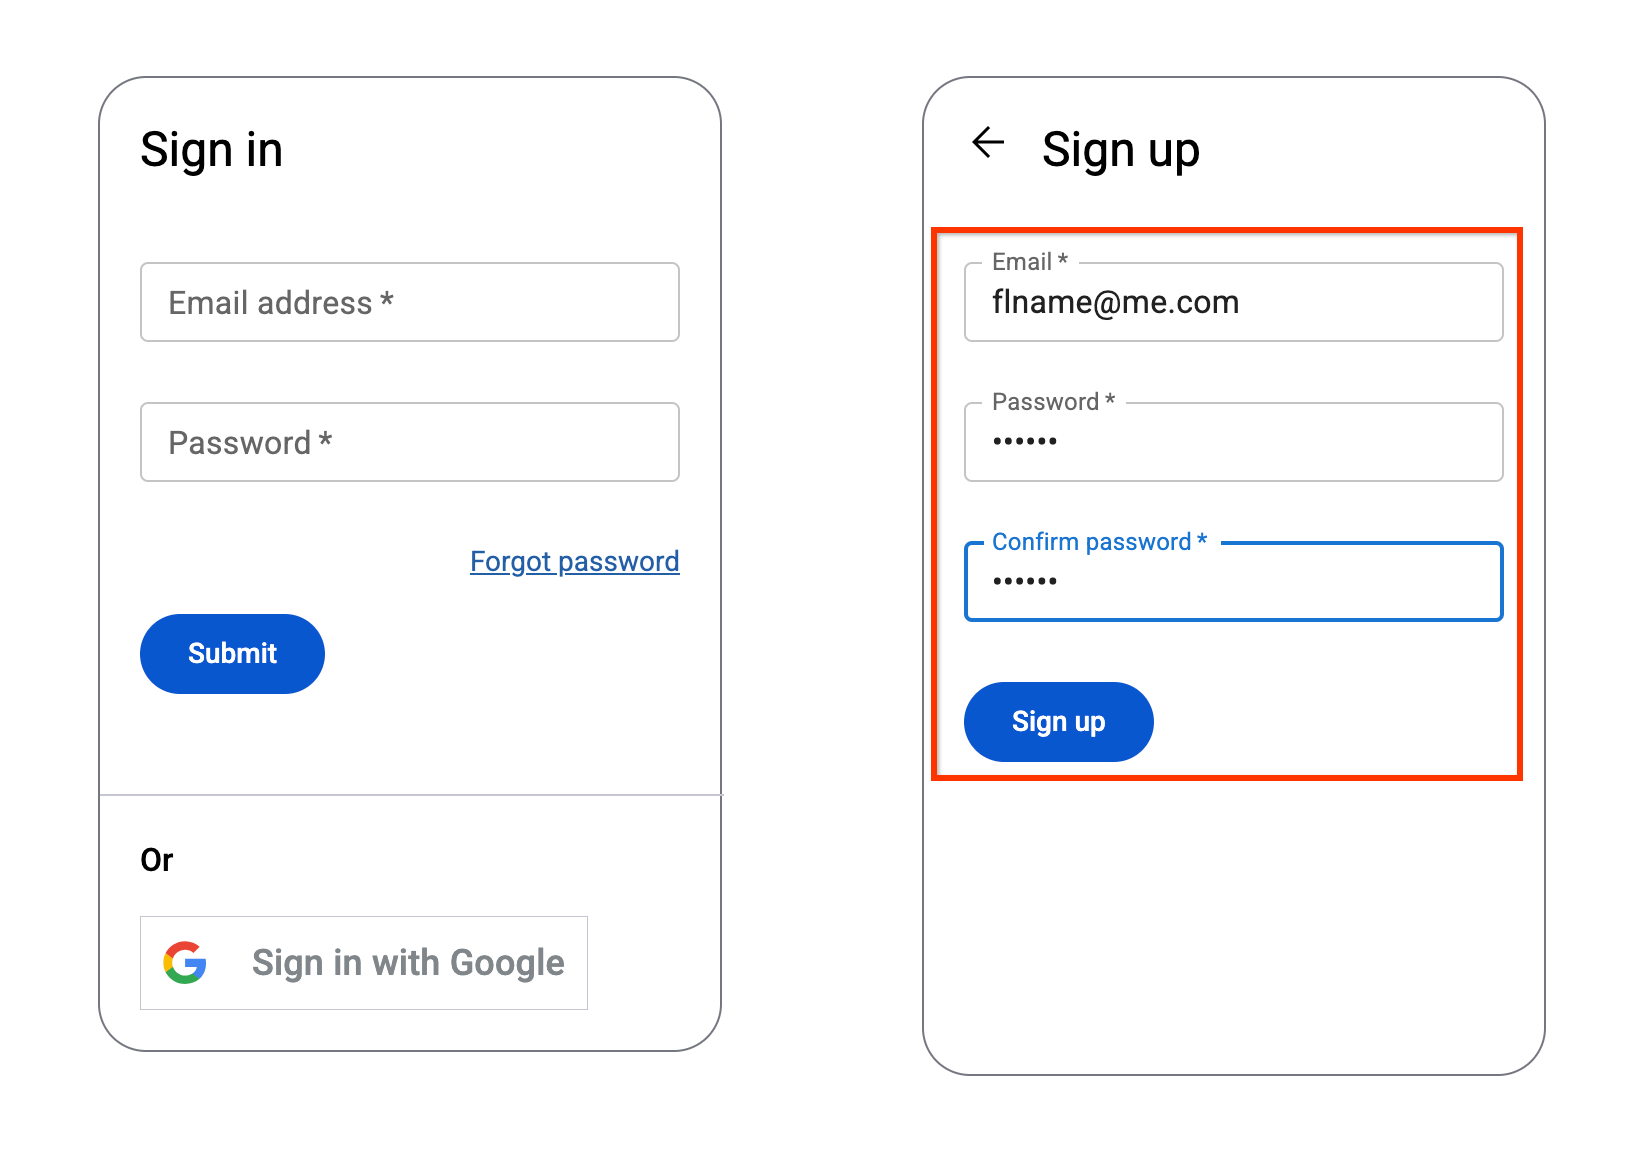 Sign in
Email address *
Password *
Forgot password
Submit
Or
Sign in with Google
Sign up
Email *
flname@me.com
Password *
••••••
Confirm password *
••••••
Sign up